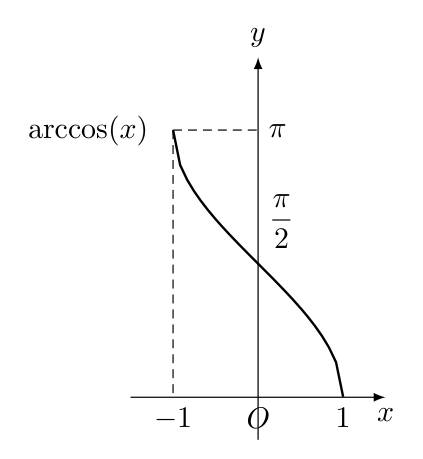 y
arccos(x)
π
π/2
−1
O
1
x